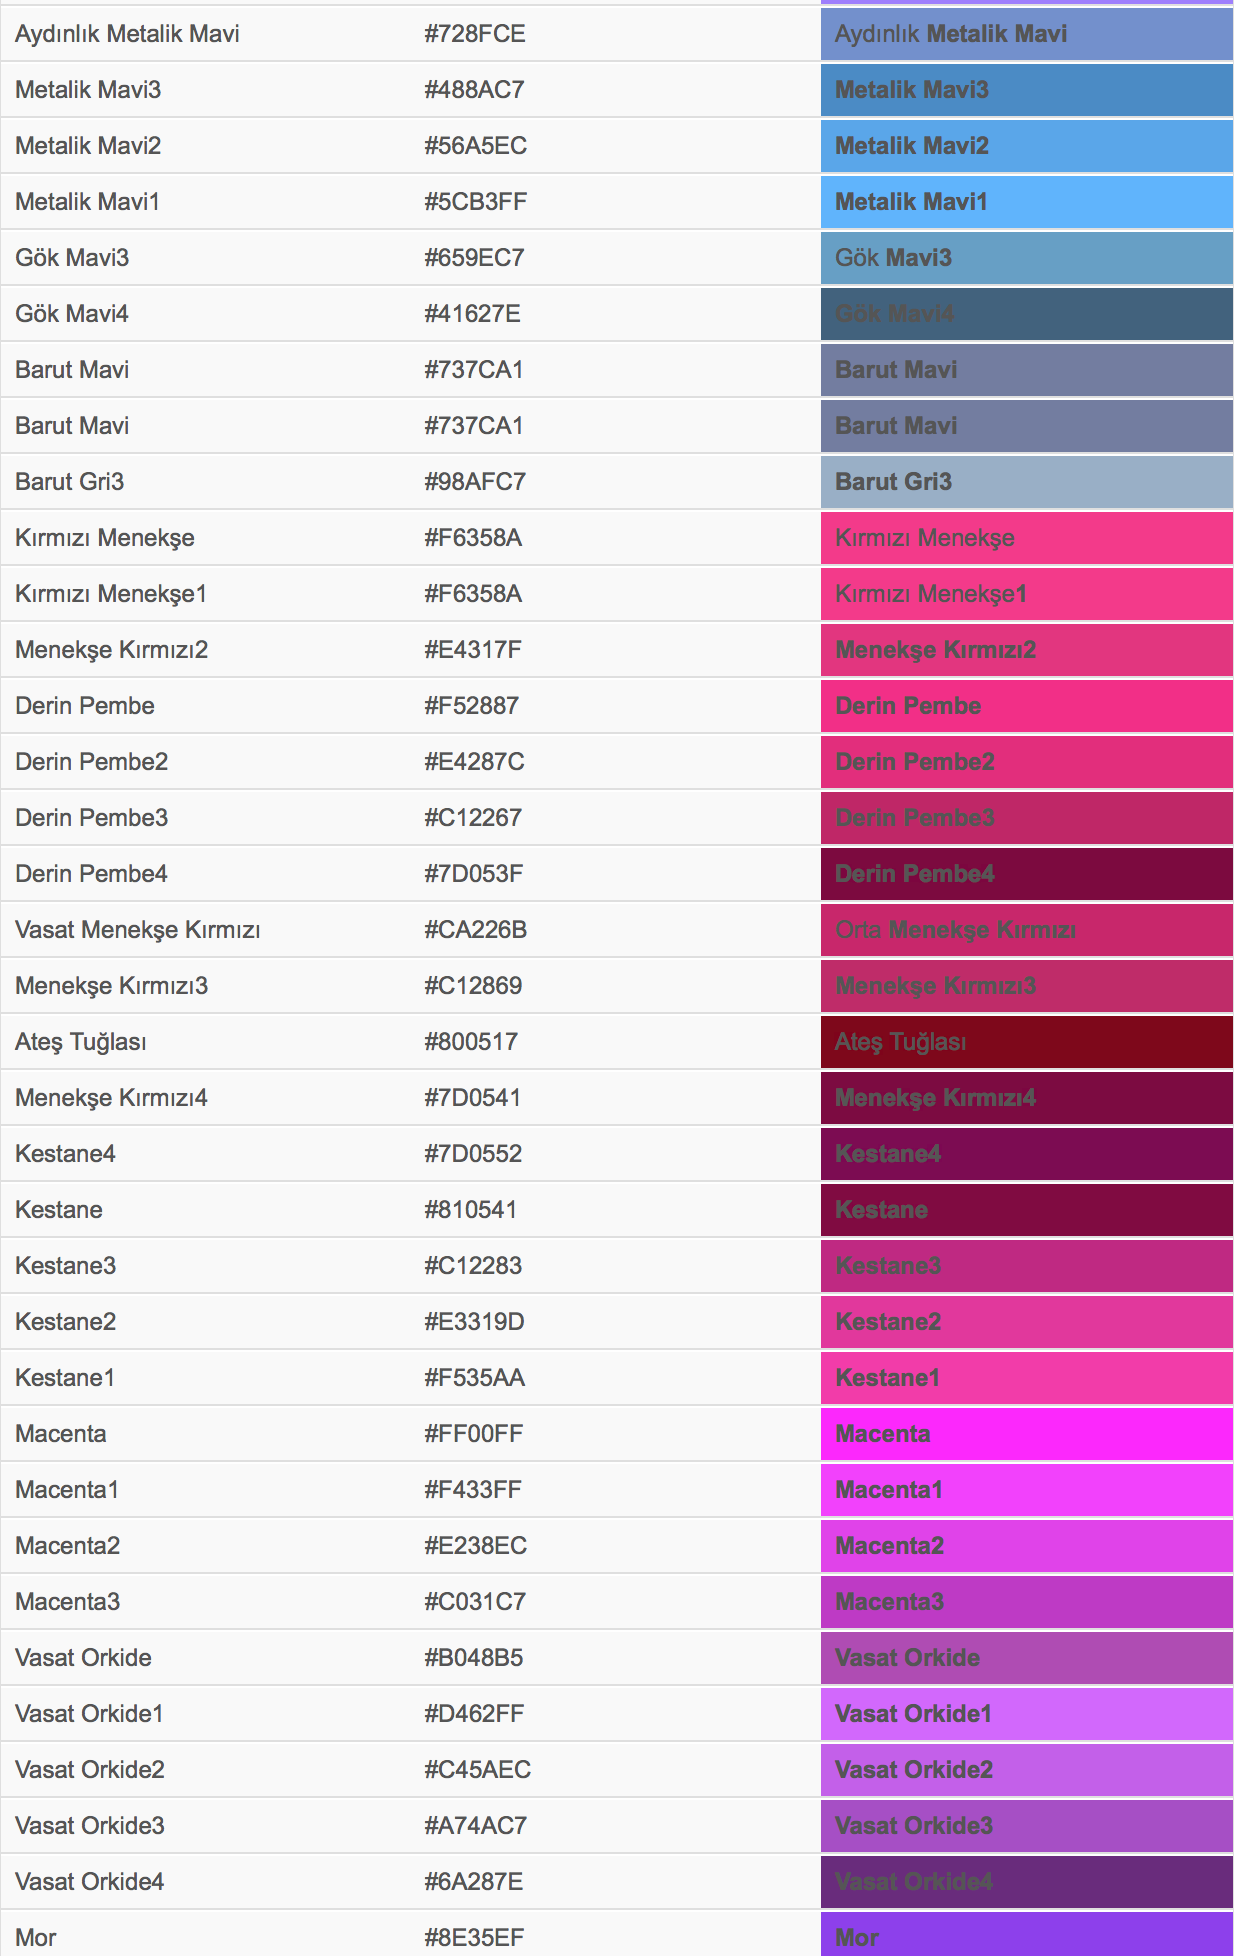 Aydınlık Metalik Mavi #728FCE Aydınlık Metalik Mavi
Metalik Mavi3 #488AC7 Metalik Mavi3
Metalik Mavi2 #56A5EC Metalik Mavi2
Metalik Mavi1 #5CB3FF Metalik Mavi1
Gök Mavi3 #659EC7 Gök Mavi3
Gök Mavi4 #41627E Gök Mavi4
Barut Mavi #737CA1 Barut Mavi
Barut Mavi #737CA1 Barut Mavi
Barut Gri3 #98AFC7 Barut Gri3
Kırmızı Menekşe #F6358A Kırmızı Menekşe
Kırmızı Menekşe1 #F6358A Kırmızı Menekşe1
Menekşe Kırmızı2 #E4317F Menekşe Kırmızı2
Derin Pembe #F52887 Derin Pembe
Derin Pembe2 #E4287C Derin Pembe2
Derin Pembe3 #C12267 Derin Pembe3
Derin Pembe4 #7D053F Derin Pembe4
Vasat Menekşe Kırmızı #CA226B Orta Menekşe Kırmızı
Menekşe Kırmızı3 #C12869 Menekşe Kırmızı3
Ateş Tuğlası #800517 Ateş Tuğlası
Menekşe Kırmızı4 #7D0541 Menekşe Kırmızı4
Kestane4 #7D0552 Kestane4
Kestane #810541 Kestane
Kestane3 #C12283 Kestane3
Kestane2 #E3319D Kestane2
Kestane1 #F535AA Kestane1
Macenta #FF00FF Macenta
Macenta1 #F433FF Macenta1
Macenta2 #E238EC Macenta2
Macenta3 #C031C7 Macenta3
Vasat Orkide #B048B5 Vasat Orkide
Vasat Orkide1 #D462FF Vasat Orkide1
Vasat Orkide2 #C45AEC Vasat Orkide2
Vasat Orkide3 #A74AC7 Vasat Orkide3
Vasat Orkide4 #6A287E Vasat Orkide4
Mor #8E35EF Mor